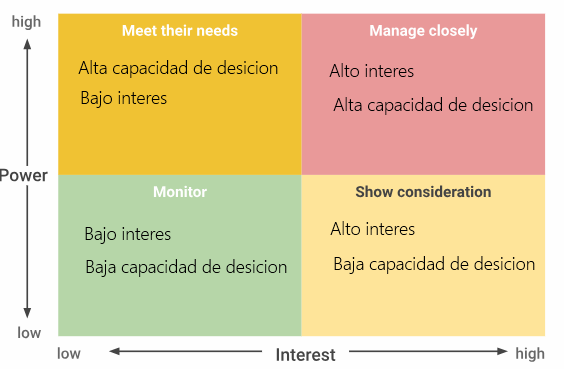 high
Meet their needs
Manage closely
Alta capacidad de desicion
Alto interes
Bajo interes
Alta capacidad de desicion
Power
Monitor
Show consideration
Bajo interes
Alto interes
Baja capacidad de desicion
Baja capacidad de desicion
low
low
Interest
high